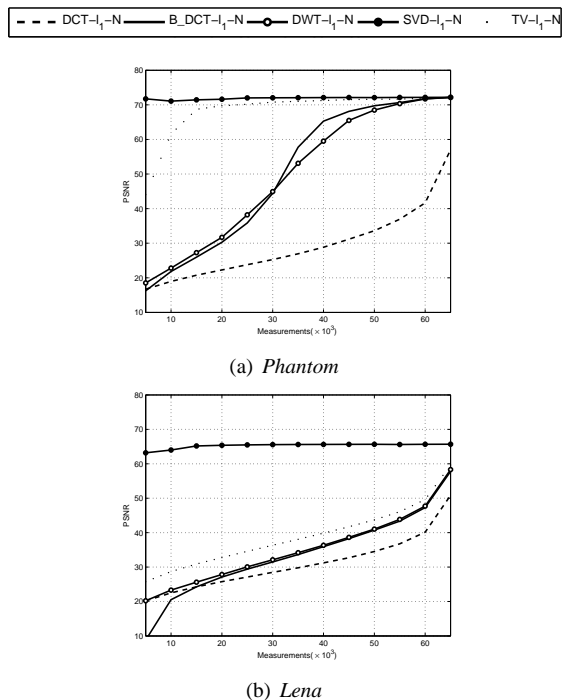 DCT–l1–N B_DCT–l1–N DWT–l1–N SVD–l1–N TV–l1–N
80
70
60
50
40
30
20
10
PSNR
10 20 30 40 50 60
Measurements(× 10³)
(a) Phantom
80
70
60
50
40
30
20
10
PSNR
10 20 30 40 50 60
Measurements(× 10³)
(b) Lena